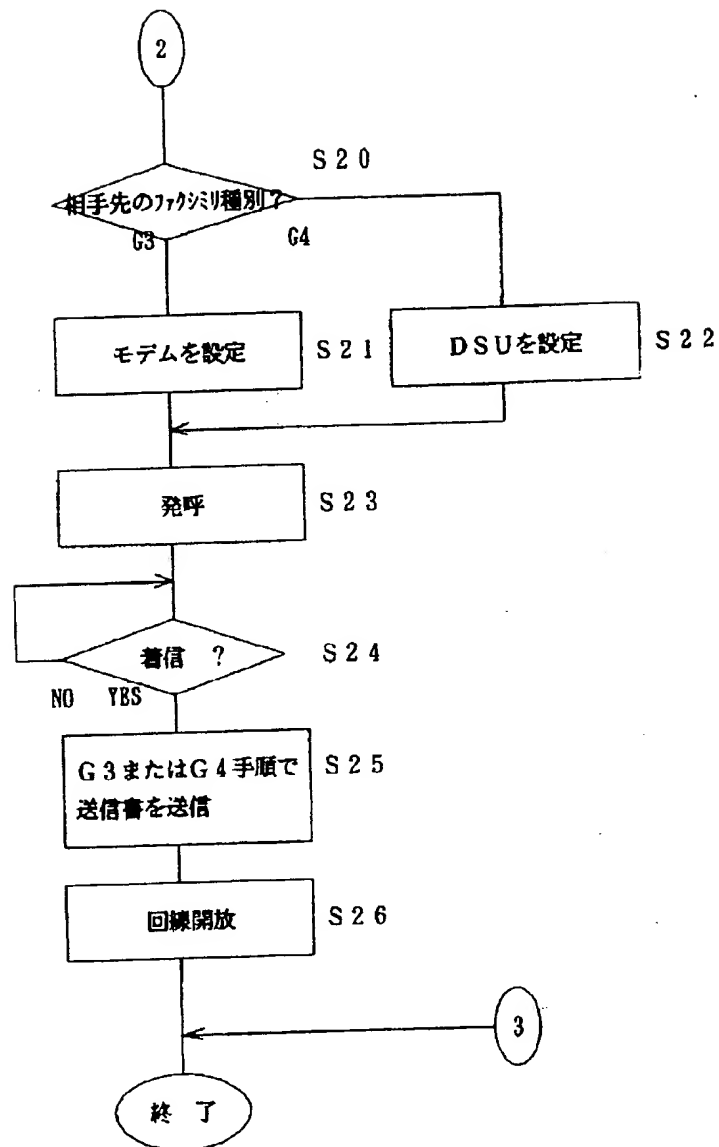 2
S20
相手先のファクシミリ種別？
G3
G4
モデムを設定
S21
DSUを設定
S22
発呼
S23
着信 ？
S24
NO
YES
G3またはG4手順で
送信書を送信
S25
回線開放
S26
3
終 了